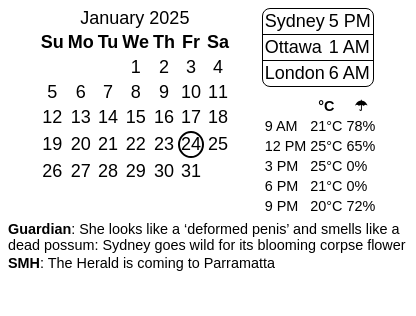 January 2025
Su Mo Tu We Th Fr Sa
1 2 3 4
5 6 7 8 9 10 11
12 13 14 15 16 17 18
19 20 21 22 23 24 25
26 27 28 29 30 31
Sydney 5 PM
Ottawa 1 AM
London 6 AM
°C ☂
9 AM 21°C 78%
12 PM 25°C 65%
3 PM 25°C 0%
6 PM 21°C 0%
9 PM 20°C 72%
Guardian: She looks like a ‘deformed penis’ and smells like a
dead possum: Sydney goes wild for its blooming corpse flower
SMH: The Herald is coming to Parramatta